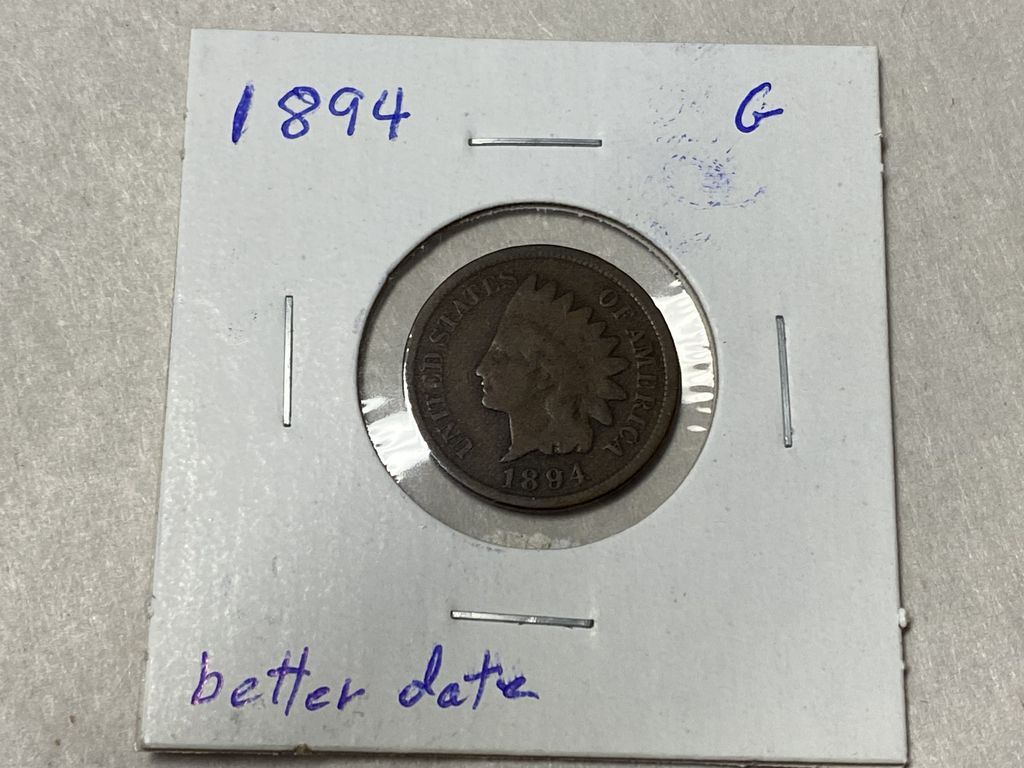 1894 G
UNITED STATES OF AMERICA
1894
better date